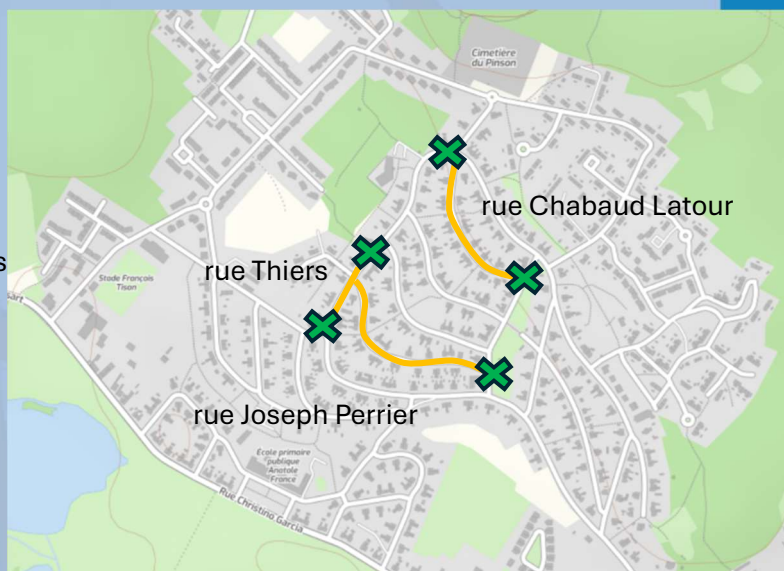 Cimetière
du Pinson
rue Chabaud Latour
s
rue Thiers
Stade François
Tison
rue Joseph Perrier
École primaire
publique
Anatole
France
Rue Christino Garcia